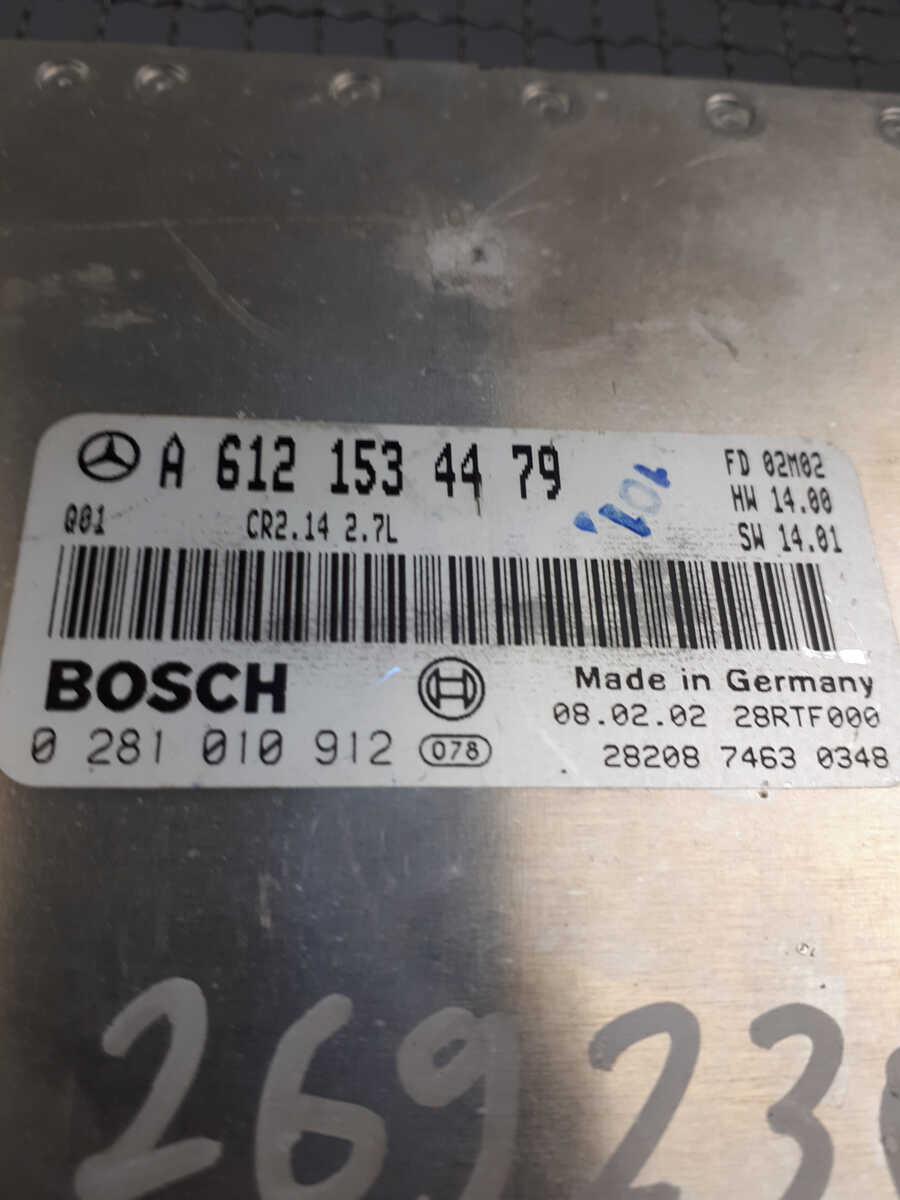 A 612 153 44 79
FD 02M02
HW 14.00
SW 14.01
Q01
CR2.14 2.7L
BOSCH
Made in Germany
08.02.02 28RTF000
0 281 010 912
078
28208 7463 0348
26923